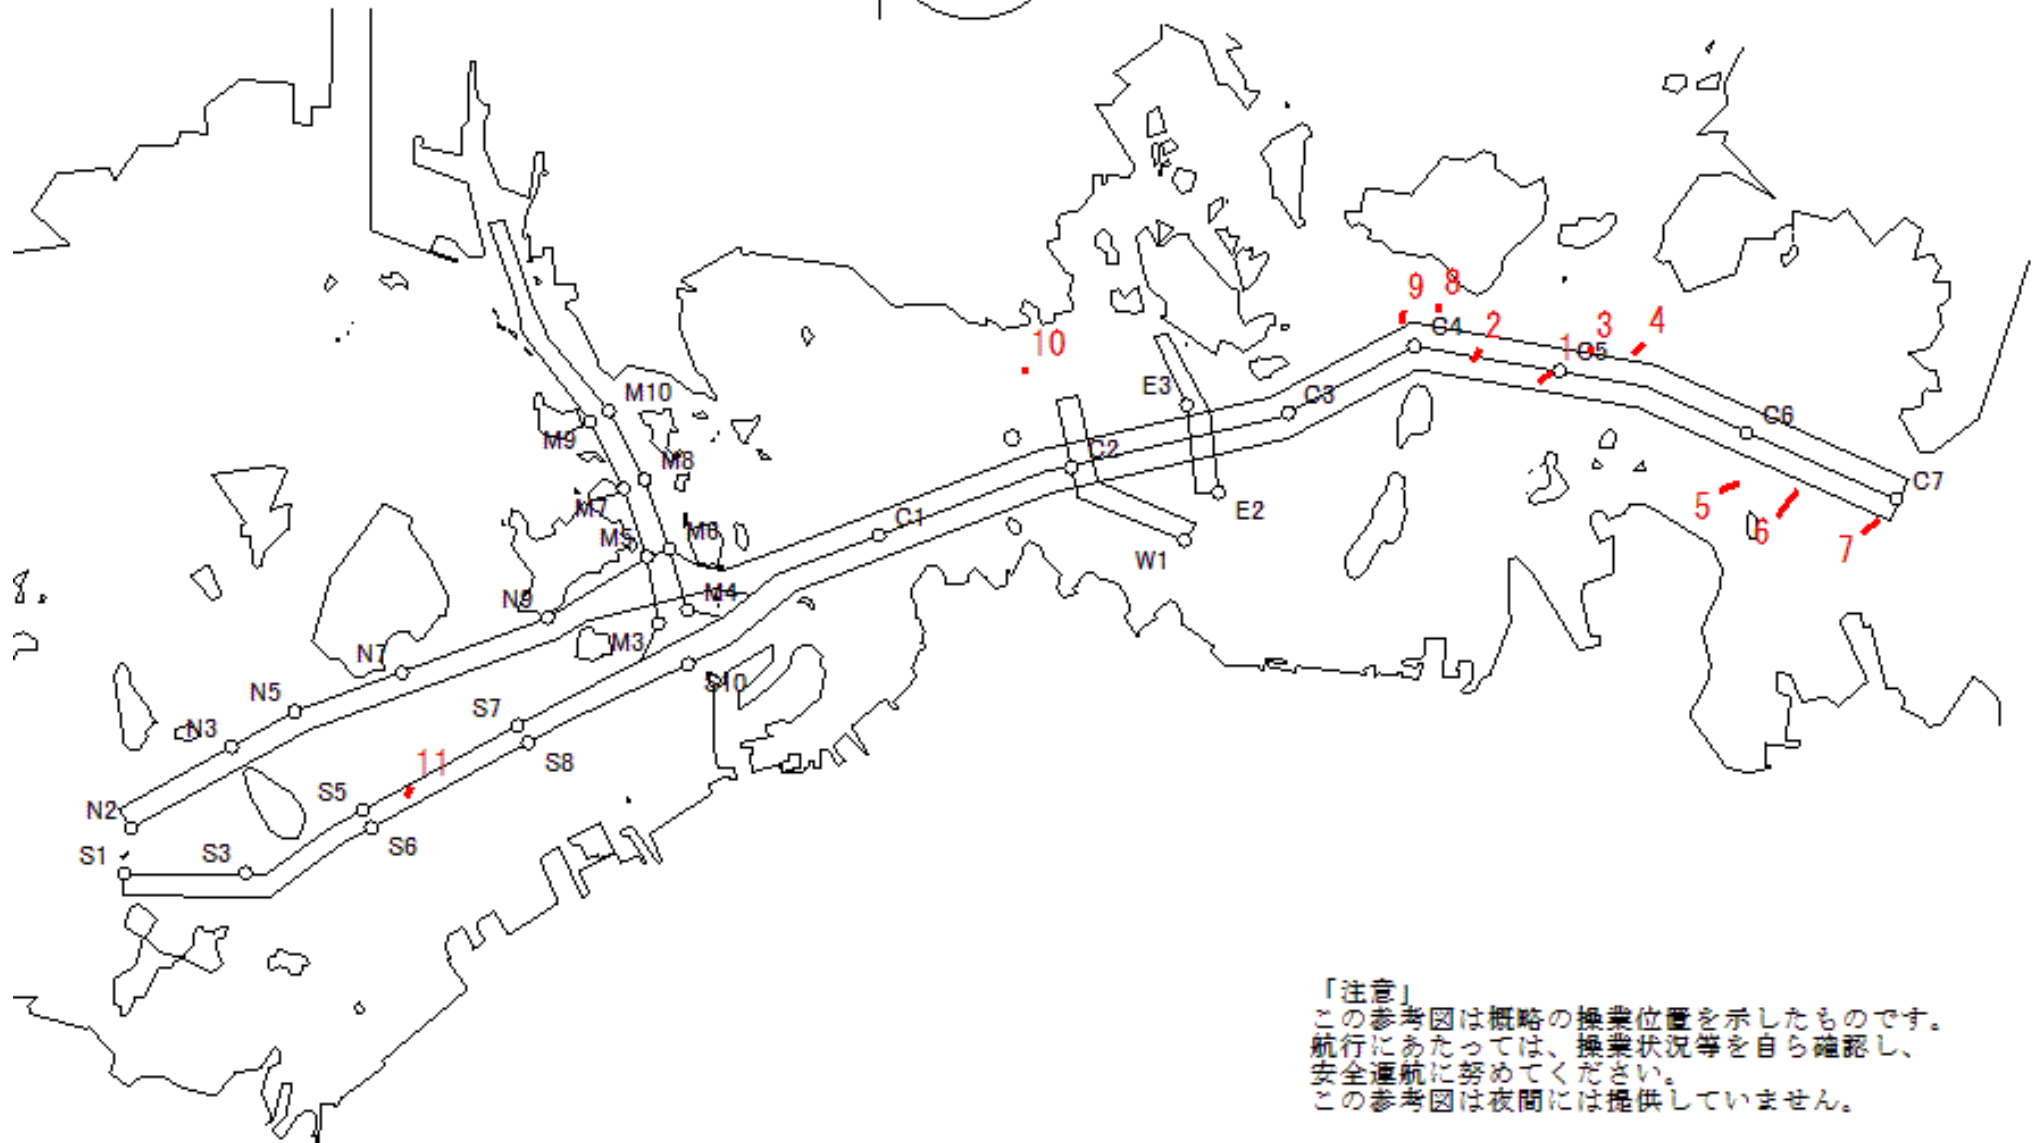 9
8
C4
2
3
4
1
C5
10
E3
C3
M10
C6
M9
C2
M8
C7
5
E2
M7
6
C1
M6
M5
7
W1
N9
M4
M3
N7
S10
N5
S7
N3
S8
11
S5
N2
S6
S1
S3
「注意」
この参考図は概略の操業位置を示したものです。
航行にあたっては、操業状況等を自ら確認し、
安全運航に努めてください。
この参考図は夜間には提供していません。